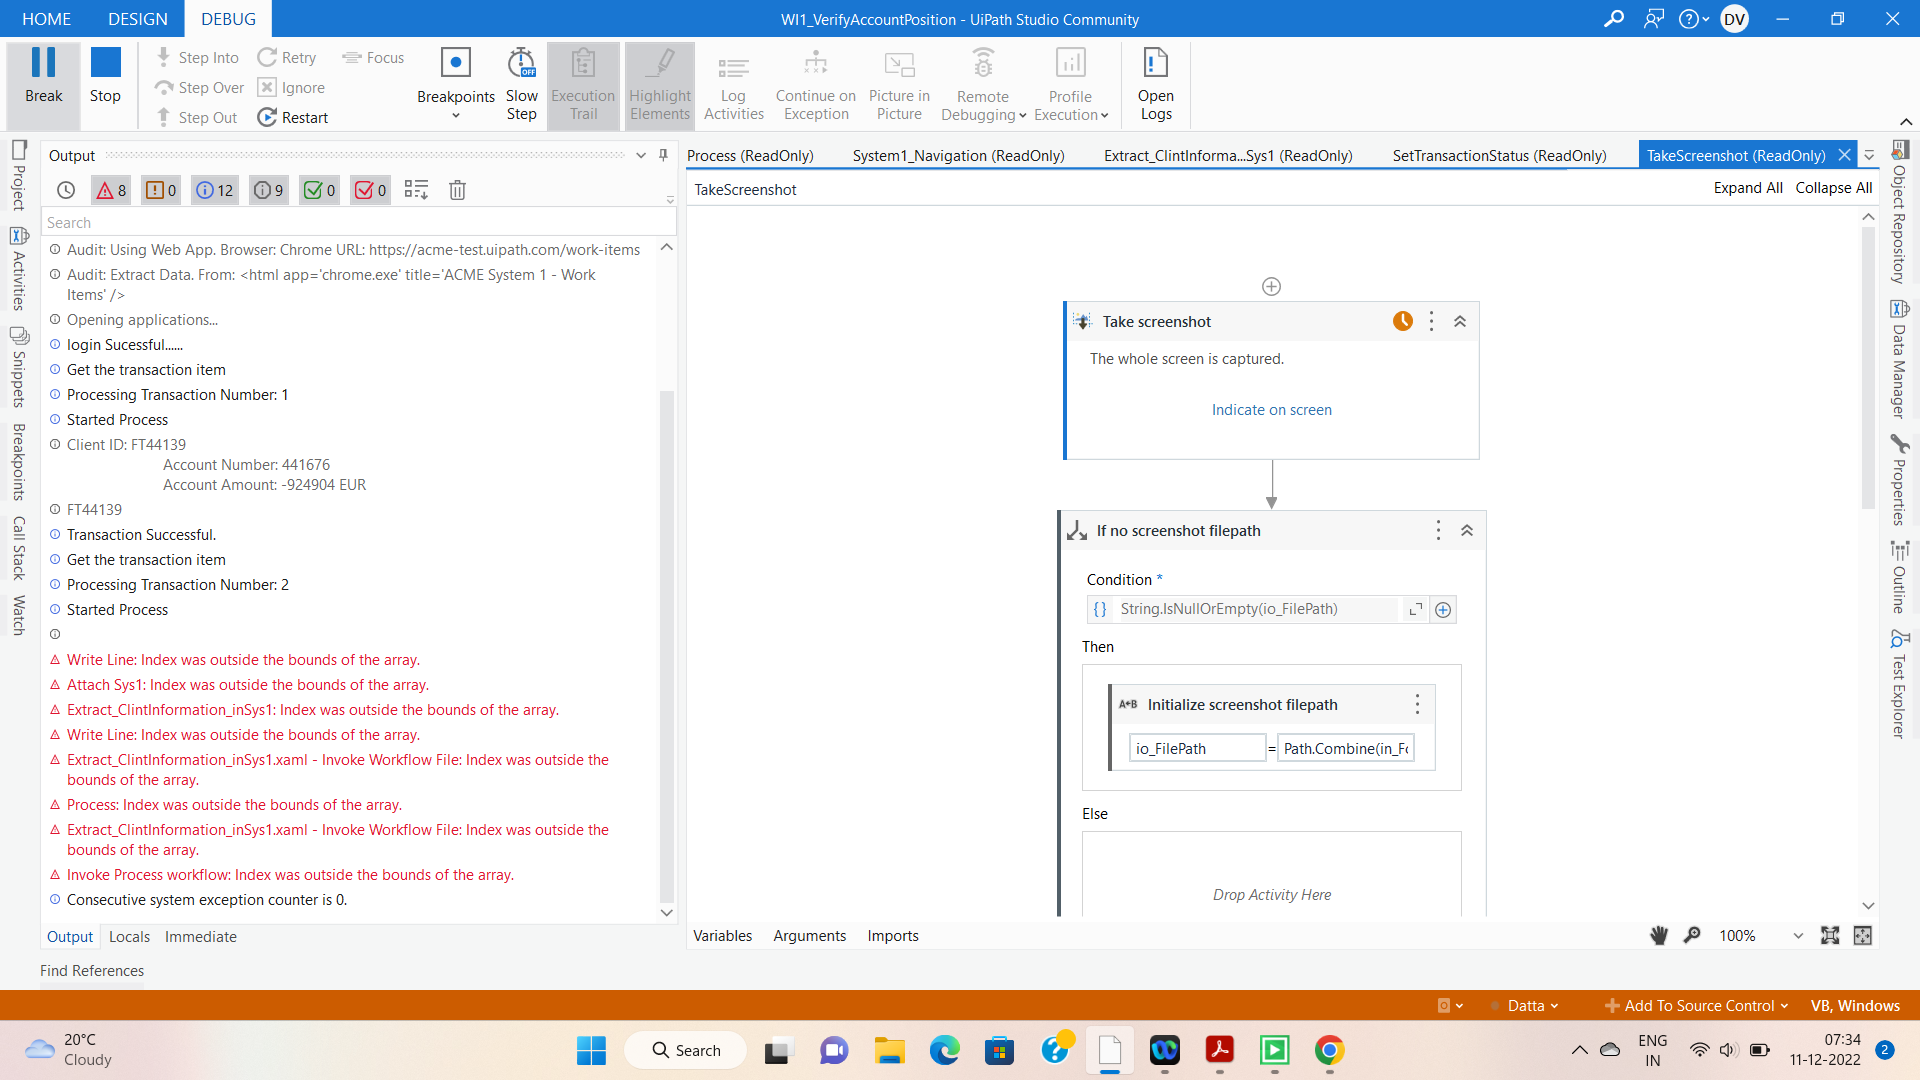 HOME DESIGN DEBUG
WI1_VerifyAccountPosition - UiPath Studio Community
DV
Break
Stop
Step Into
Step Over
Step Out
Retry
Ignore
Restart
Focus
Breakpoints
Slow
Step
OFF
Execution
Trail
Highlight
Elements
Log
Activities
Continue on
Exception
Picture in
Picture
Remote
Debugging
Profile
Execution
Open
Logs
Project
Activities
Snippets
Breakpoints
Call Stack
Watch
Output
8 0 12 9 0 0
Search
Audit: Using Web App. Browser: Chrome URL: https://acme-test.uipath.com/work-items
Audit: Extract Data. From: <html app='chrome.exe' title='ACME System 1 - Work
Items' />
Opening applications...
login Sucessful......
Get the transaction item
Processing Transaction Number: 1
Started Process
Client ID: FT44139
Account Number: 441676
Account Amount: -924904 EUR
FT44139
Transaction Successful.
Get the transaction item
Processing Transaction Number: 2
Started Process
Write Line: Index was outside the bounds of the array.
Attach Sys1: Index was outside the bounds of the array.
Extract_ClintInformation_inSys1: Index was outside the bounds of the array.
Write Line: Index was outside the bounds of the array.
Extract_ClintInformation_inSys1.xaml - Invoke Workflow File: Index was outside the
bounds of the array.
Process: Index was outside the bounds of the array.
Extract_ClintInformation_inSys1.xaml - Invoke Workflow File: Index was outside the
bounds of the array.
Invoke Process workflow: Index was outside the bounds of the array.
Consecutive system exception counter is 0.
Output Locals Immediate
Find References
Process (ReadOnly) System1_Navigation (ReadOnly) Extract_ClintInforma...Sys1 (ReadOnly) SetTransactionStatus (ReadOnly) TakeScreenshot (ReadOnly)
TakeScreenshot
Expand All Collapse All
Take screenshot
The whole screen is captured.
Indicate on screen
If no screenshot filepath
Condition *
{} String.IsNullOrEmpty(io_FilePath)
Then
A←B Initialize screenshot filepath
io_FilePath = Path.Combine(in_Fo
Else
Drop Activity Here
Variables Arguments Imports
100%
Object Repository
Data Manager
Properties
Outline
Test Explorer
0 Datta Add To Source Control VB, Windows
20°C
Cloudy
Search
ENG
IN
07:34
11-12-2022
2